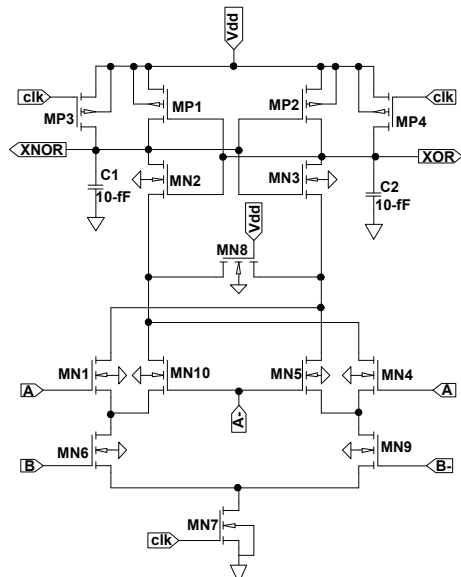 Vdd
clk
clk
MP3
MP1
MP2
MP4
XNOR
XOR
C1
10-fF
MN2
MN3
C2
10-fF
Vdd
MN8
MN1
MN10
MN5
MN4
A
A-
A
MN6
MN9
B
B-
MN7
clk